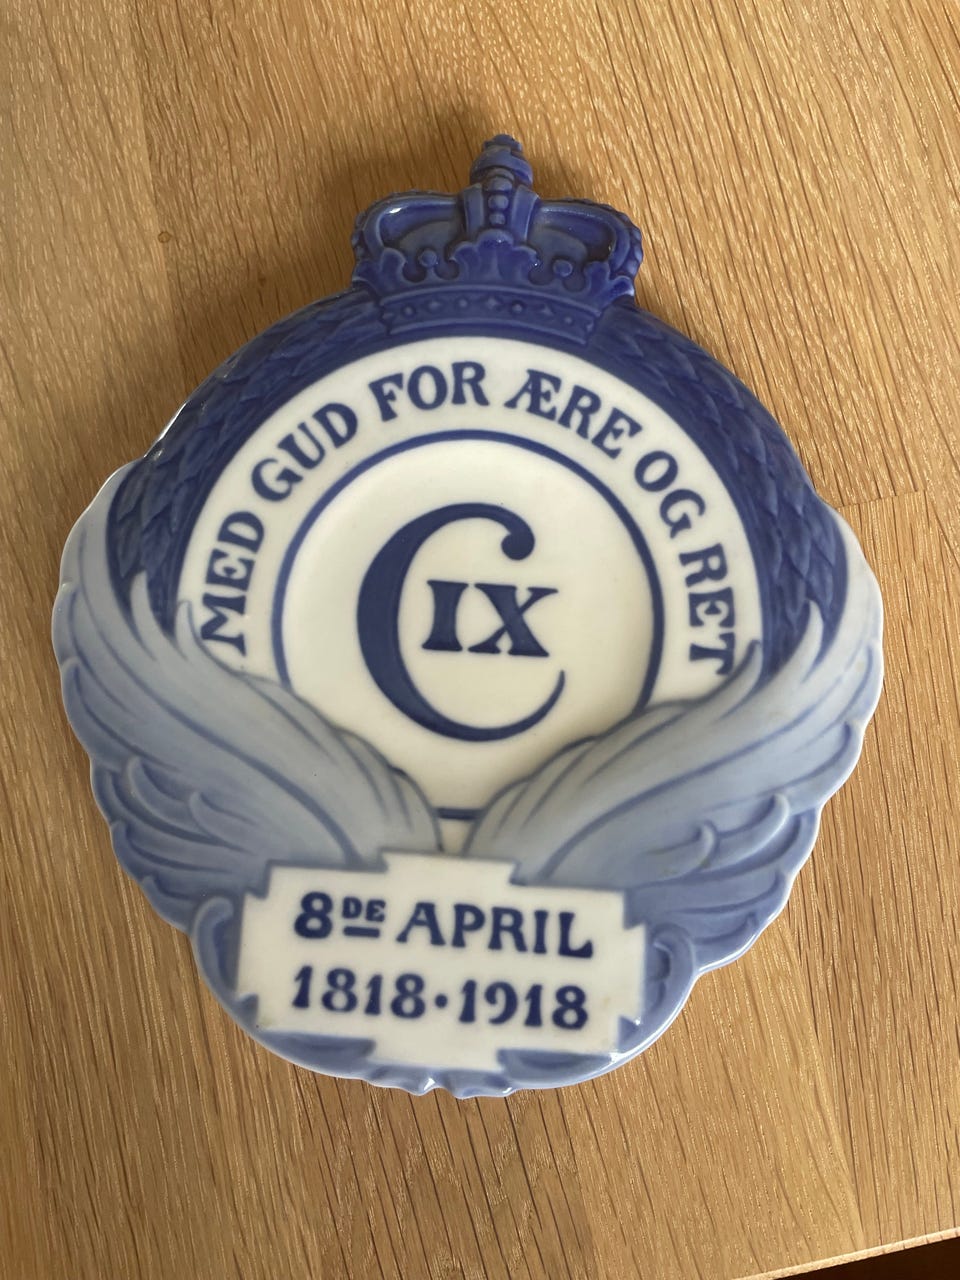 MED GUD FOR ÆRE OG RET
C IX
8DE APRIL
1818·1918